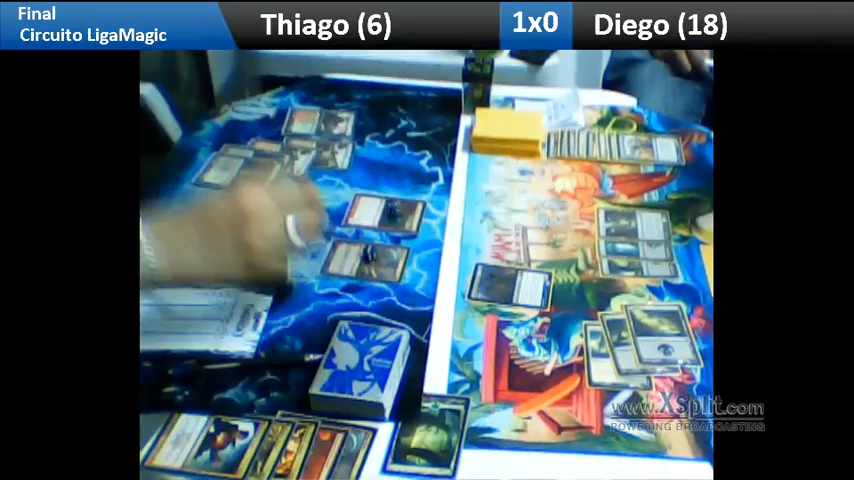 Final
Circuito LigaMagic
Thiago (6)
1x0
Diego (18)
www.XSplit.com
POWERING BROADCASTING